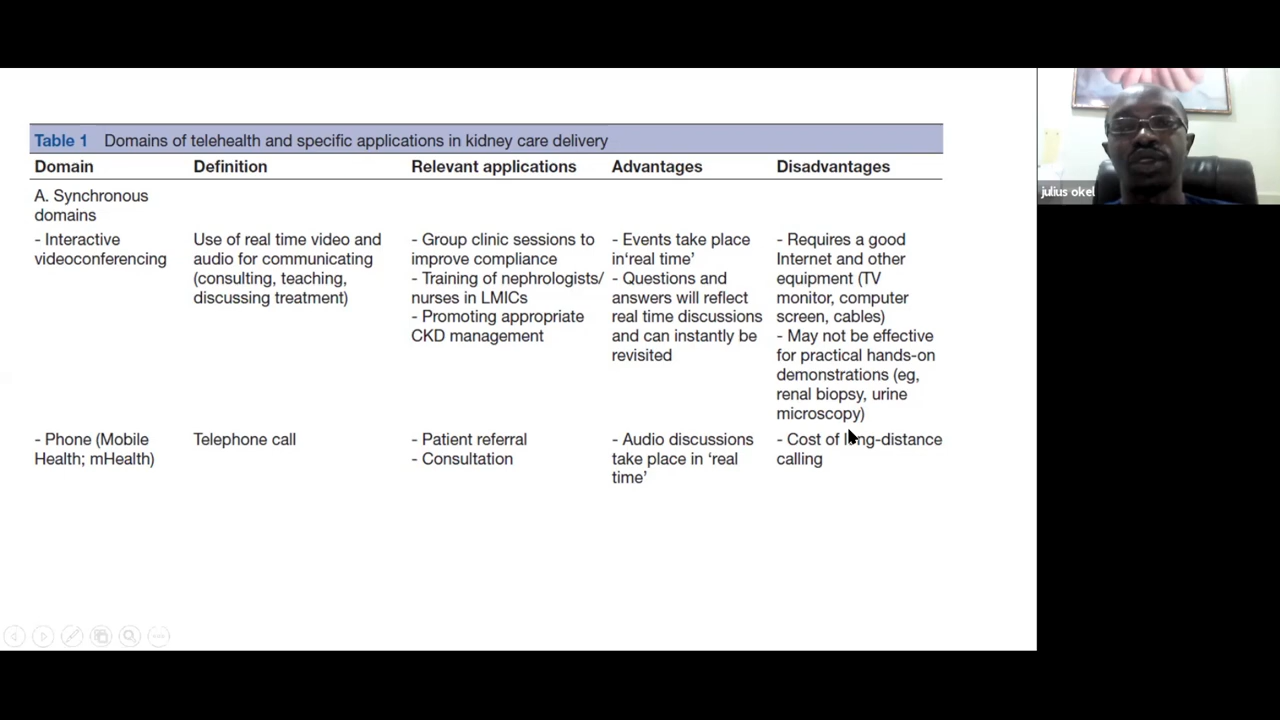 Table 1 Domains of telehealth and specific applications in kidney care delivery
Domain Definition Relevant applications Advantages Disadvantages
A. Synchronous
domains
- Interactive
videoconferencing
Use of real time video and
audio for communicating
(consulting, teaching,
discussing treatment)
- Group clinic sessions to
improve compliance
- Training of nephrologists/
nurses in LMICs
- Promoting appropriate
CKD management
- Events take place
in‘real time’
- Questions and
answers will reflect
real time discussions
and can instantly be
revisited
- Requires a good
Internet and other
equipment (TV
monitor, computer
screen, cables)
- May not be effective
for practical hands-on
demonstrations (eg,
renal biopsy, urine
microscopy)
- Phone (Mobile
Health; mHealth)
Telephone call
- Patient referral
- Consultation
- Audio discussions
take place in ‘real
time’
- Cost of long-distance
calling
julius okel